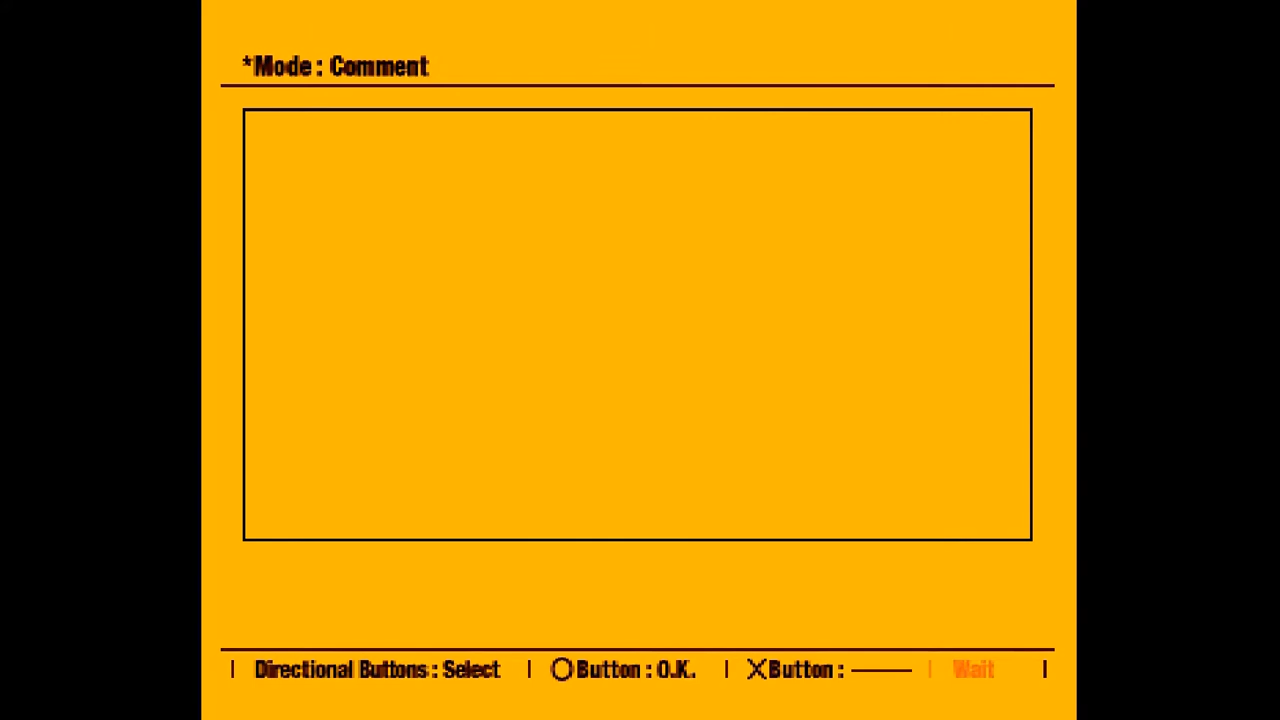 *Mode : Comment
| Directional Buttons : Select | ○Button : O.K. | ×Button : —— | Wait |